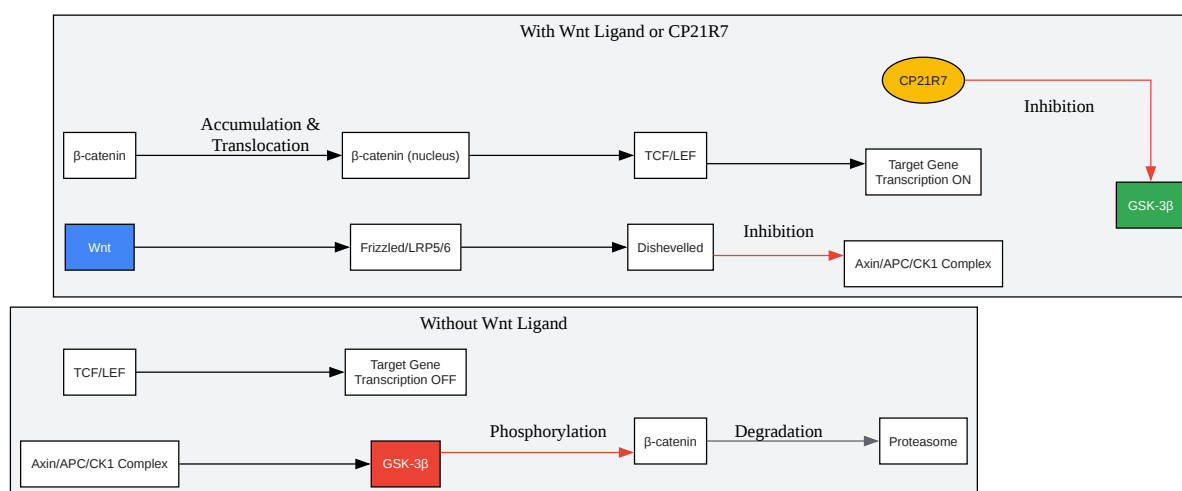 With Wnt Ligand or CP21R7
CP21R7
Inhibition
Accumulation &
Translocation
β-catenin
β-catenin (nucleus)
TCF/LEF
Target Gene
Transcription ON
GSK-3β
Wnt
Frizzled/LRP5/6
Dishevelled
Inhibition
Axin/APC/CK1 Complex
Without Wnt Ligand
TCF/LEF
Target Gene
Transcription OFF
Axin/APC/CK1 Complex
GSK-3β
Phosphorylation
β-catenin
Degradation
Proteasome